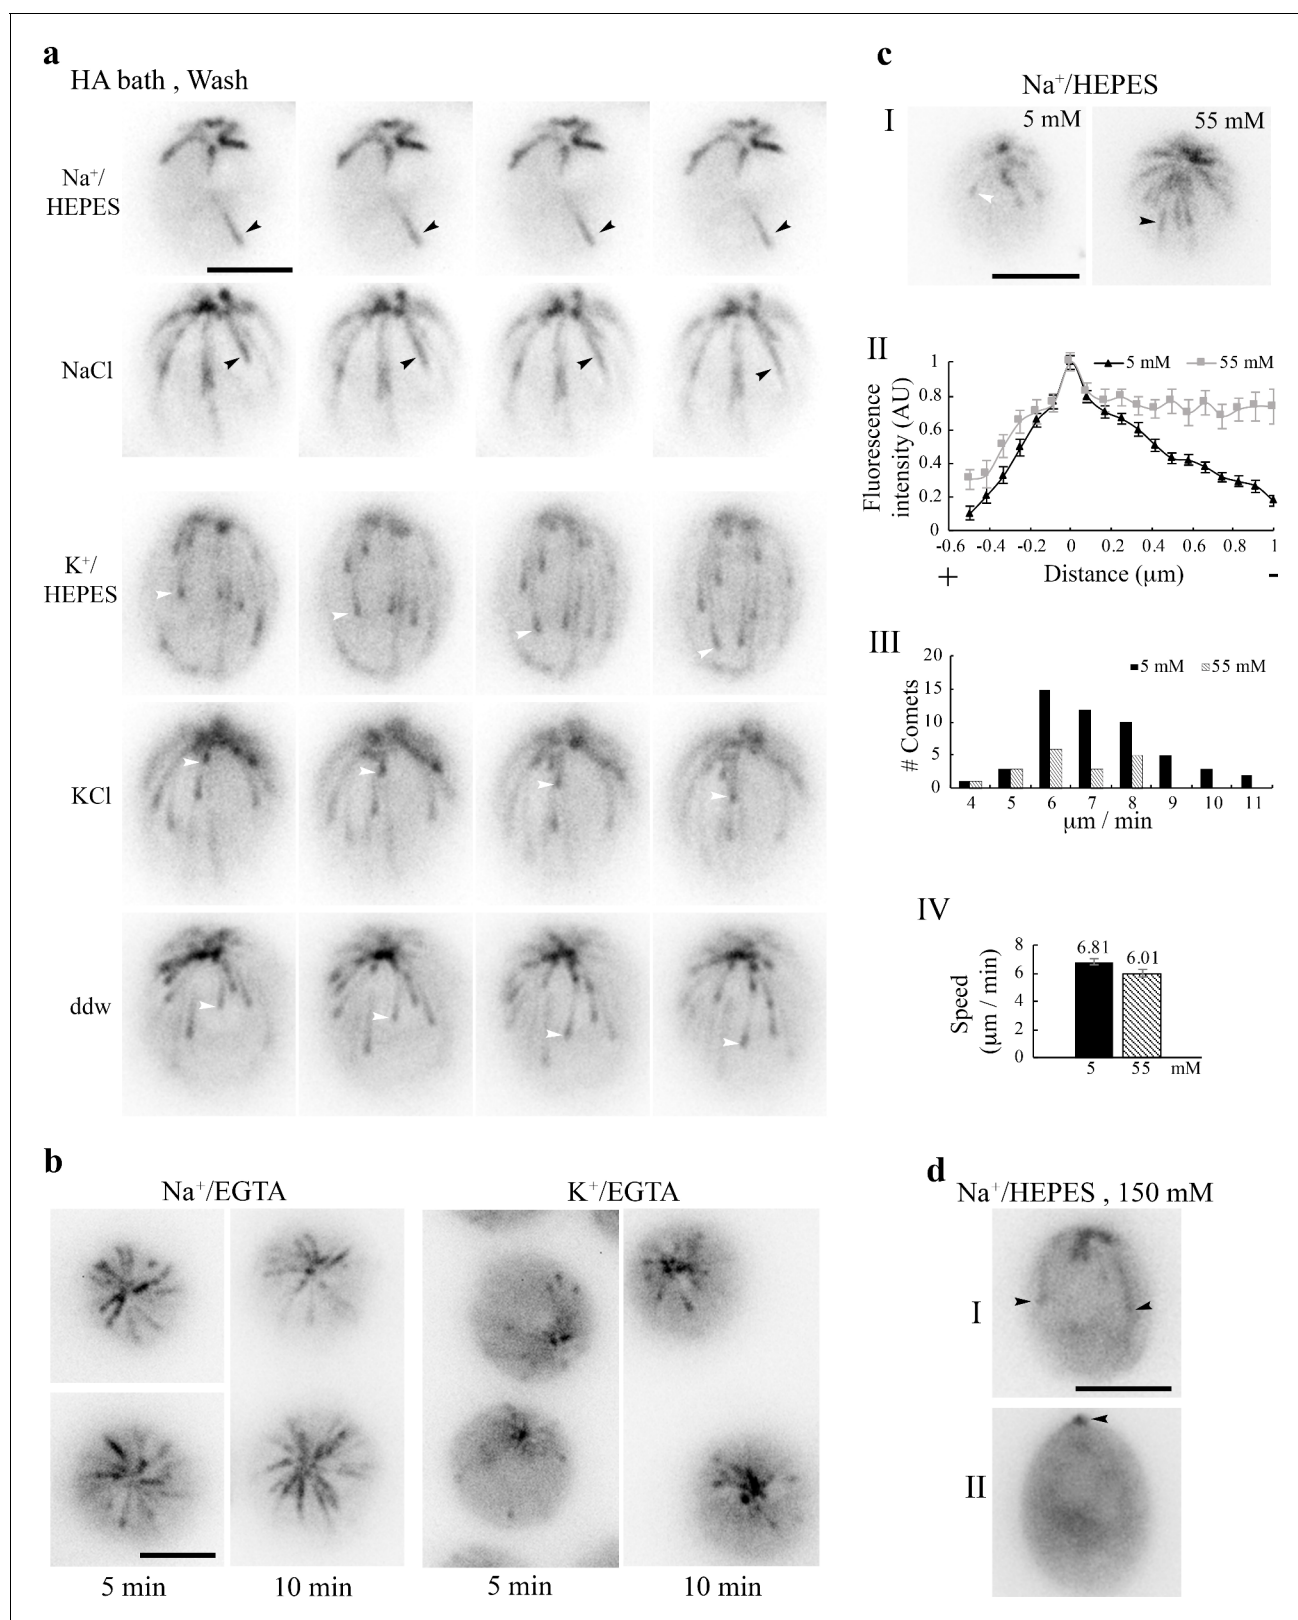 a
HA bath , Wash
Na+/
HEPES
NaCl
K+/
HEPES
KCl
ddw
b
Na+/EGTA
K+/EGTA
5 min
10 min
5 min
10 min
c
Na+/HEPES
I
5 mM
55 mM
II
5 mM
55 mM
Fluorescence
intensity (AU)
1
0.8
0.6
0.4
0.2
0
-0.6
-0.4
-0.2
0
0.2
0.4
0.6
0.8
1
+
Distance (µm)
-
III
5 mM
55 mM
# Comets
20
15
10
5
0
4
5
6
7
8
9
10
11
µm / min
IV
Speed
(µm / min)
8
6
4
2
0
6.81
6.01
5
55
mM
d
Na+/HEPES , 150 mM
I
II